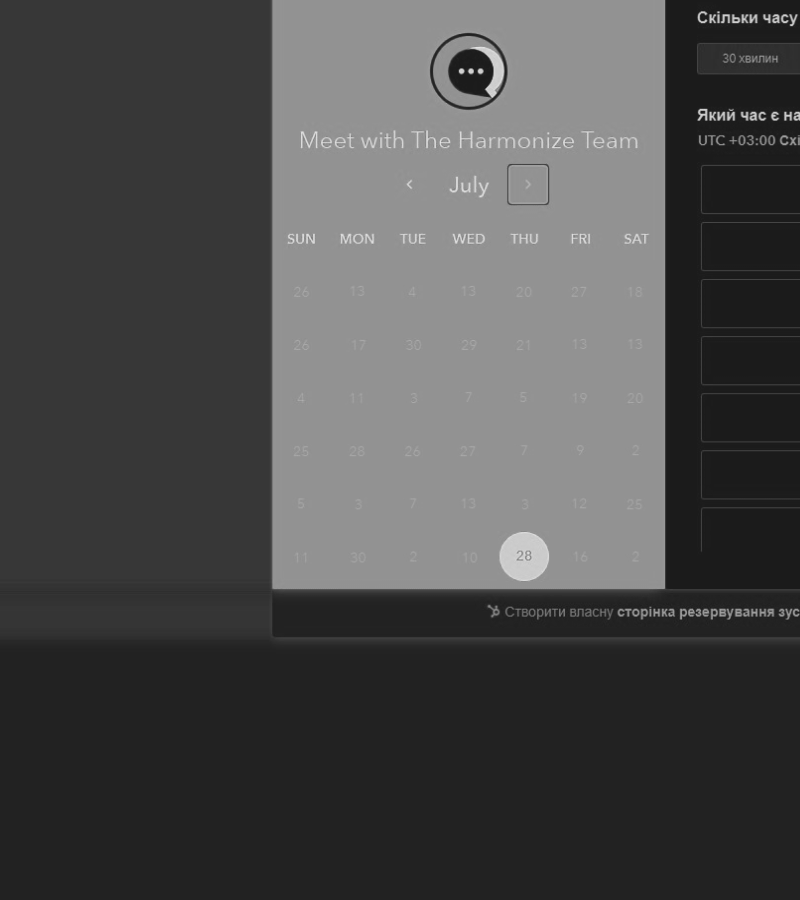 Meet with The Harmonize Team
July
SUN MON TUE WED THU FRI SAT
26 13 4 13 20 27 18
26 17 30 29 21 13 13
4 11 3 7 5 19 20
25 28 26 27 7 9 2
5 3 7 13 3 12 25
11 30 2 10 28 16 2
Скільки часу
30 хвилин
Який час є на
UTC +03:00 Схі
Створити власну сторінка резервування зус